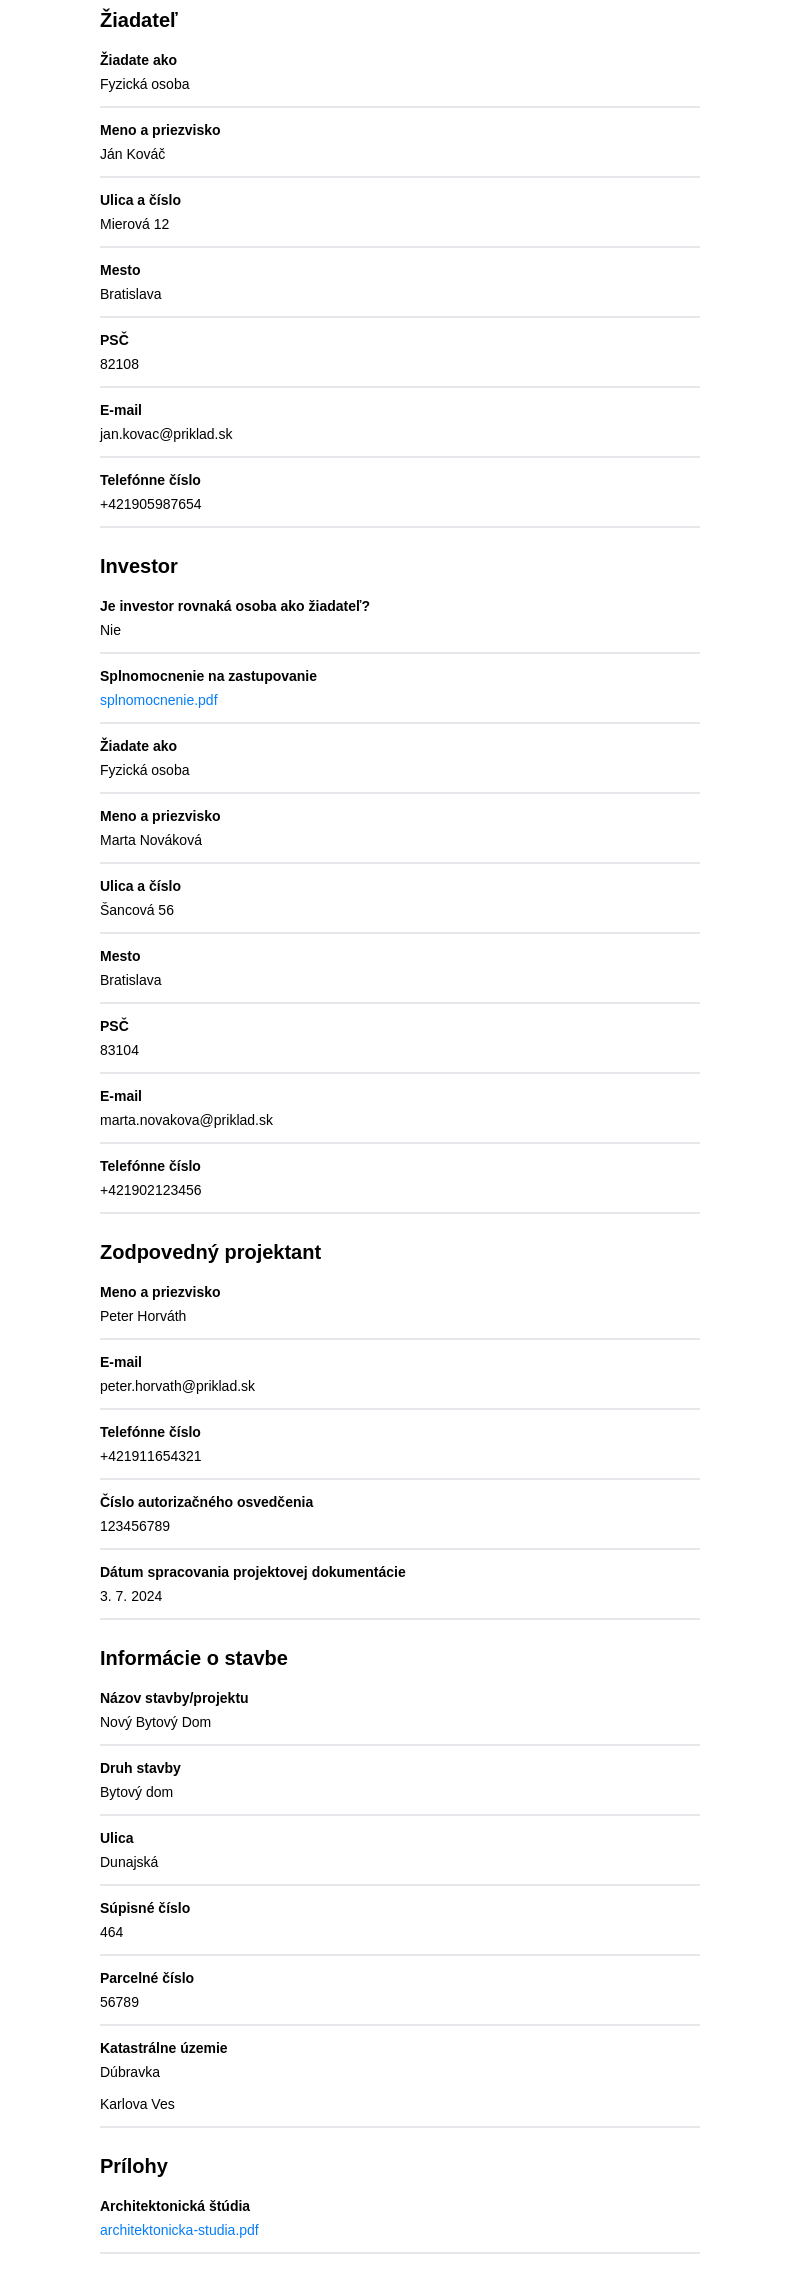 Žiadateľ
Žiadate ako
Fyzická osoba
Meno a priezvisko
Ján Kováč
Ulica a číslo
Mierová 12
Mesto
Bratislava
PSČ
82108
E-mail
jan.kovac@priklad.sk
Telefónne číslo
+421905987654
Investor
Je investor rovnaká osoba ako žiadateľ?
Nie
Splnomocnenie na zastupovanie
splnomocnenie.pdf
Žiadate ako
Fyzická osoba
Meno a priezvisko
Marta Nováková
Ulica a číslo
Šancová 56
Mesto
Bratislava
PSČ
83104
E-mail
marta.novakova@priklad.sk
Telefónne číslo
+421902123456
Zodpovedný projektant
Meno a priezvisko
Peter Horváth
E-mail
peter.horvath@priklad.sk
Telefónne číslo
+421911654321
Číslo autorizačného osvedčenia
123456789
Dátum spracovania projektovej dokumentácie
3. 7. 2024
Informácie o stavbe
Názov stavby/projektu
Nový Bytový Dom
Druh stavby
Bytový dom
Ulica
Dunajská
Súpisné číslo
464
Parcelné číslo
56789
Katastrálne územie
Dúbravka
Karlova Ves
Prílohy
Architektonická štúdia
architektonicka-studia.pdf